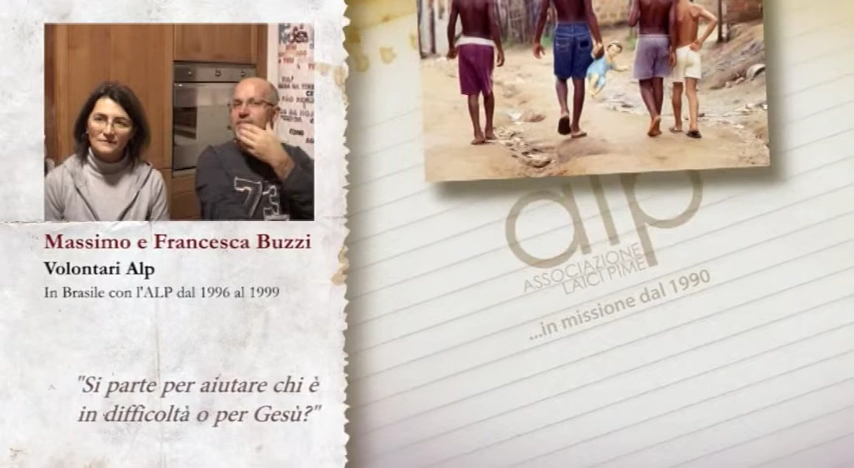 Massimo e Francesca Buzzi
Volontari Alp
In Brasile con l'ALP dal 1996 al 1999
"Si parte per aiutare chi è
in difficoltà o per Gesù?"
alp
ASSOCIAZIONE
LAICI PIME
...in missione dal 1990